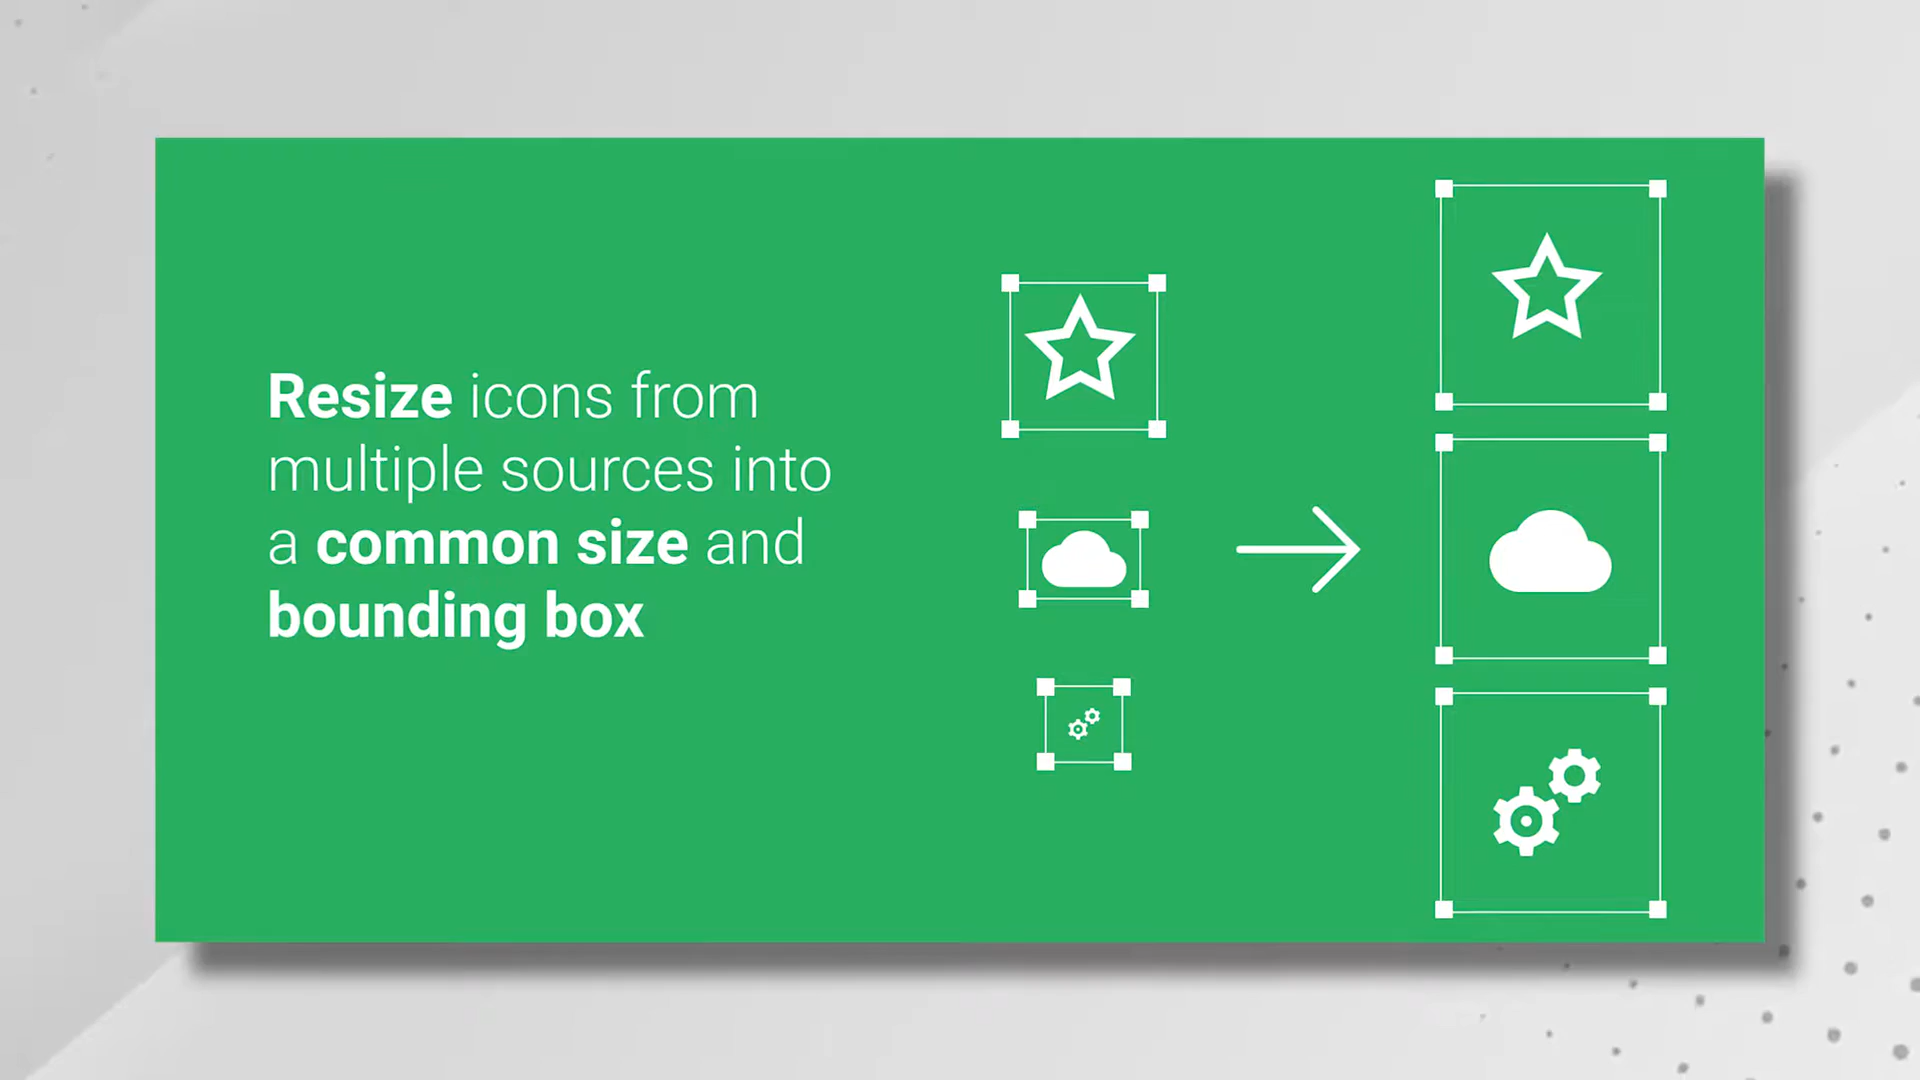 Resize icons from
multiple sources into
a common size and
bounding box